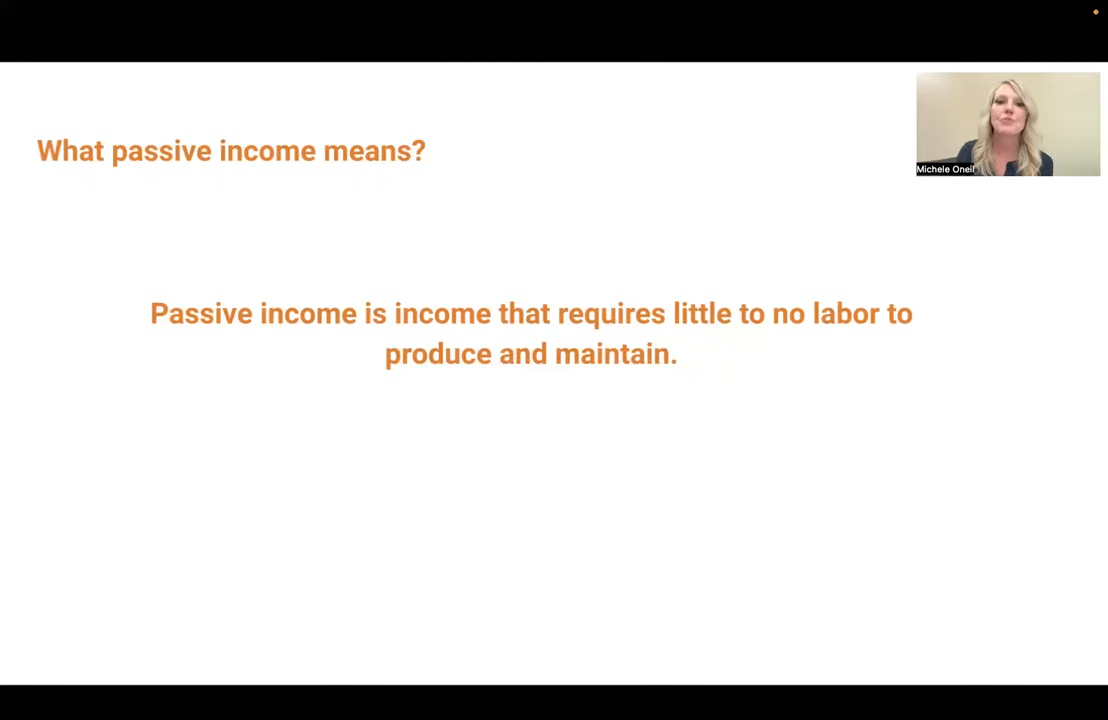 What passive income means?
Michele Oneil
Passive income is income that requires little to no labor to
produce and maintain.